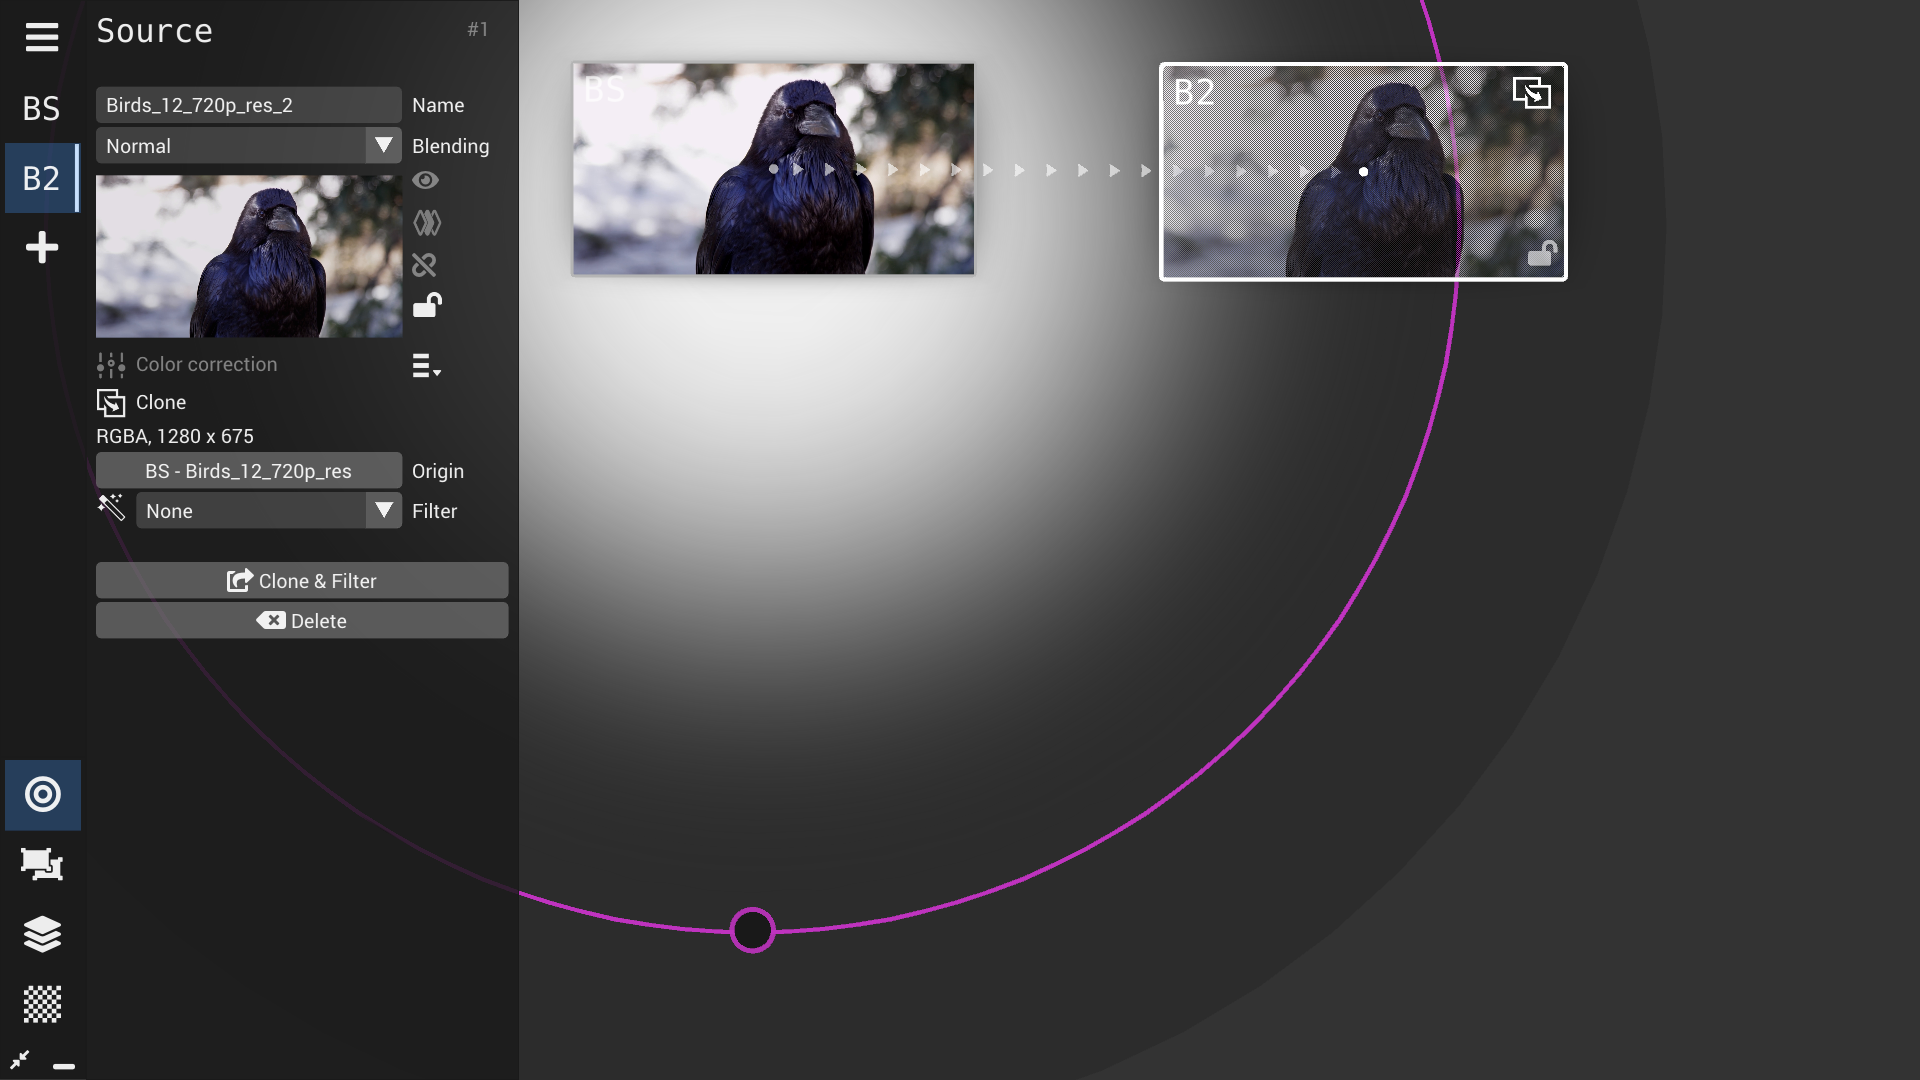 Source
#1
BS
B2
Birds_12_720p_res_2
Name
Normal
Blending
Color correction
Clone
RGBA, 1280 x 675
BS - Birds_12_720p_res
Origin
None
Filter
Clone & Filter
Delete
BS
B2